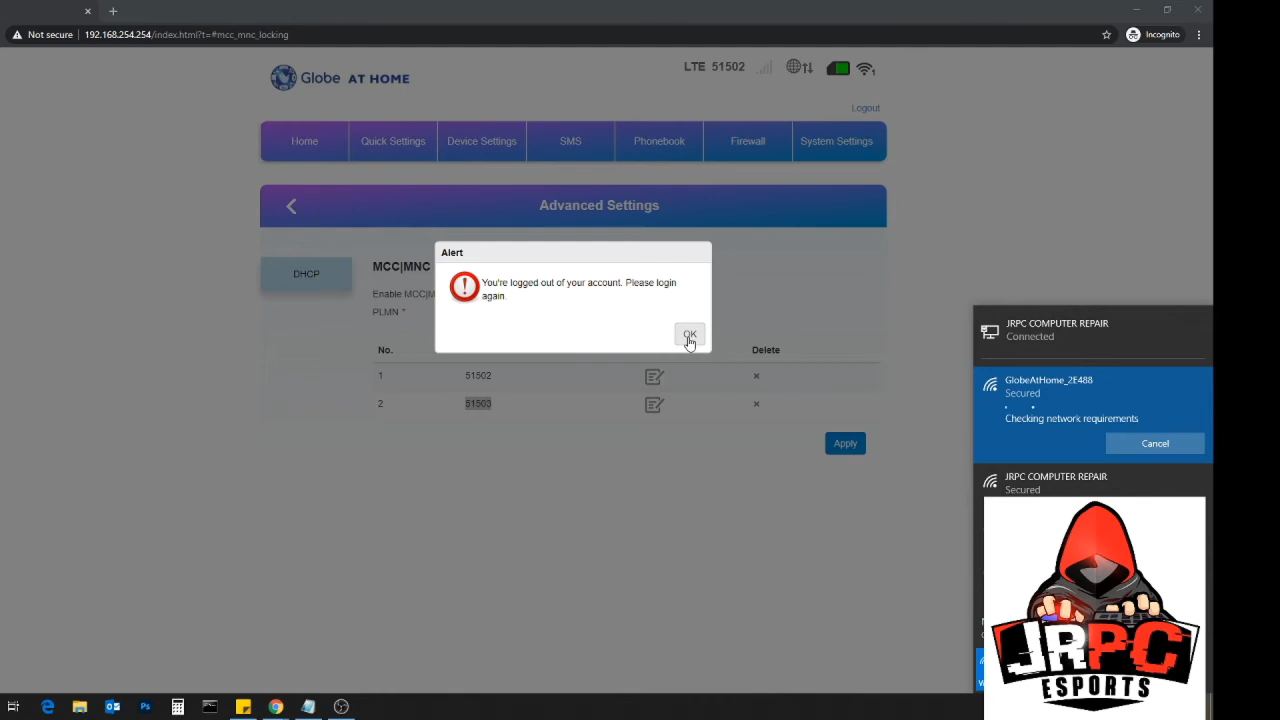 Not secure
192.168.254.254/index.html?t=#mcc_mnc_locking
Incognito
Globe AT HOME
LTE 51502
1
Logout
Home
Quick Settings
Device Settings
SMS
Phonebook
Firewall
System Settings
Advanced Settings
DHCP
MCC|MNC
Enable MCC|M
PLMN *
Alert
You're logged out of your account. Please login
again.
OK
No.
Delete
1
51502
2
51503
Apply
JRPC COMPUTER REPAIR
Connected
GlobeAtHome_2E488
Secured
Checking network requirements
Cancel
JRPC COMPUTER REPAIR
Secured
JRPC
ESPORTS